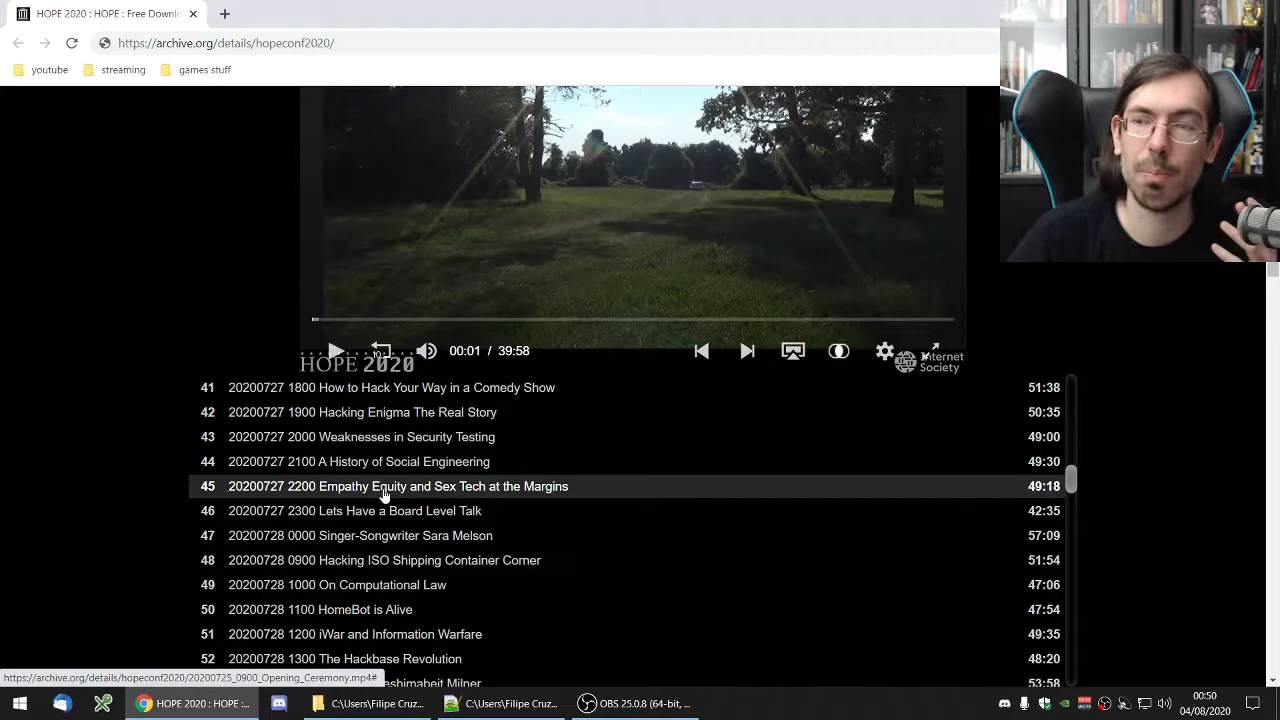 HOPE 2020 : HOPE : Free Downlo
https://archive.org/details/hopeconf2020/
youtube
streaming
games stuff
10
00:01 / 39:58
HOPE 2020
Internet Society
41 20200727 1800 How to Hack Your Way in a Comedy Show 51:38
42 20200727 1900 Hacking Enigma The Real Story 50:35
43 20200727 2000 Weaknesses in Security Testing 49:00
44 20200727 2100 A History of Social Engineering 49:30
45 20200727 2200 Empathy Equity and Sex Tech at the Margins 49:18
46 20200727 2300 Lets Have a Board Level Talk 42:35
47 20200728 0000 Singer-Songwriter Sara Melson 57:09
48 20200728 0900 Hacking ISO Shipping Container Corner 51:54
49 20200728 1000 On Computational Law 47:06
50 20200728 1100 HomeBot is Alive 47:54
51 20200728 1200 iWar and Information Warfare 49:35
52 20200728 1300 The Hackbase Revolution 48:20
eshimabeit Milner 53:58
https://archive.org/details/hopeconf2020/20200725_0900_Opening_Ceremony.mp4#
HOPE 2020 : HOPE :...
C:\Users\Filipe Cruz...
C:\Users\Filipe Cruz...
OBS 25.0.8 (64-bit, ...
00:50
04/08/2020